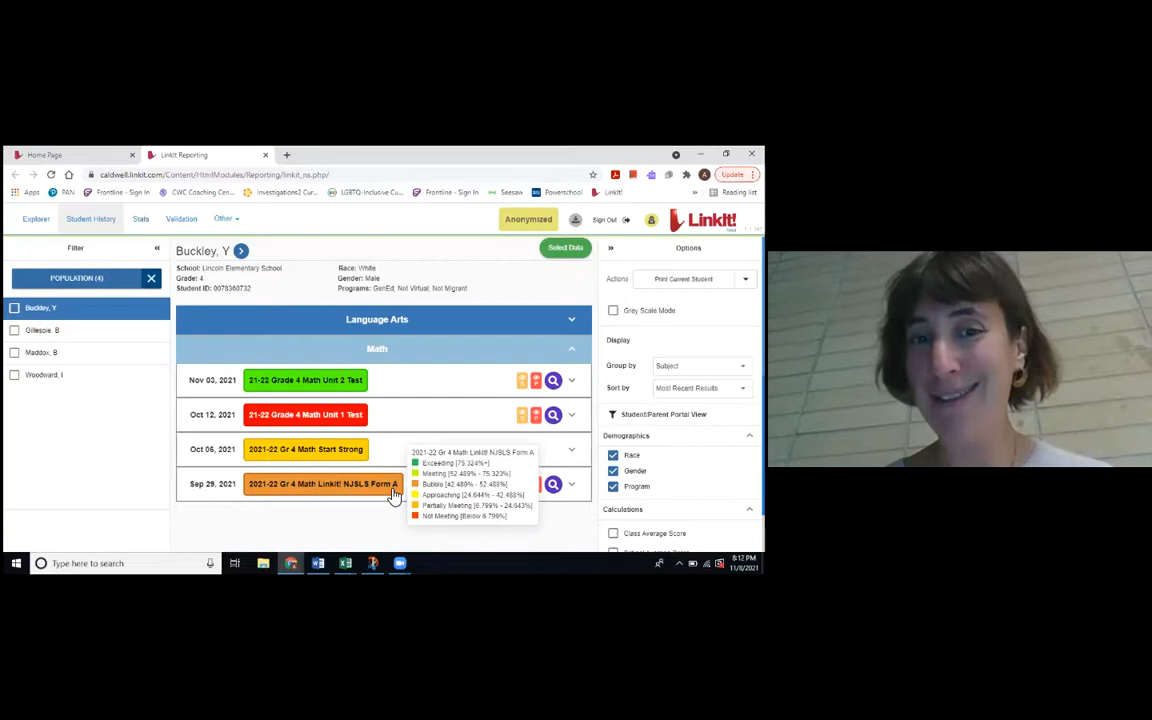 Home Page
Linkit Reporting
caldwell.linkit.com/Content/HtmlModules/Reporting/linkit_ns.php/
Update
Apps
PAN
Frontline - Sign In
CWC Coaching Cen...
Investigations2 Cur...
LGBTQ-Inclusive Cu...
Frontline - Sign In
Seesaw
Powerschool
LinkIt!
Reading list
Explorer
Student History
Stats
Validation
Other
Anonymized
Sign Out
LINKIT!
beta
Filter
POPULATION (4)
Buckley, Y
Gillespie, B
Maddox, B
Woodward, I
Buckley, Y
Select Data
School: Lincoln Elementary School
Grade: 4
Student ID: 0078360732
Race: White
Gender: Male
Programs: GenEd, Not Virtual, Not Migrant
Language Arts
Math
Nov 03, 2021 21-22 Grade 4 Math Unit 2 Test
Oct 12, 2021 21-22 Grade 4 Math Unit 1 Test
Oct 06, 2021 2021-22 Gr 4 Math Start Strong
Sep 29, 2021 2021-22 Gr 4 Math LinkIt! NJSLS Form A
2021-22 Gr 4 Math LinkIt! NJSLS Form A
Exceeding [75.324%+]
Meeting [52.489% - 75.323%]
Bubble [42.489% - 52.488%]
Approaching [24.644% - 42.488%]
Partially Meeting [6.799% - 24.643%]
Not Meeting [Below 6.799%]
Options
Actions
Print Current Student
Grey Scale Mode
Display
Group by
Subject
Sort by
Most Recent Results
Student/Parent Portal View
Demographics
Race
Gender
Program
Calculations
Class Average Score
Type here to search
8:12 PM
11/8/2021